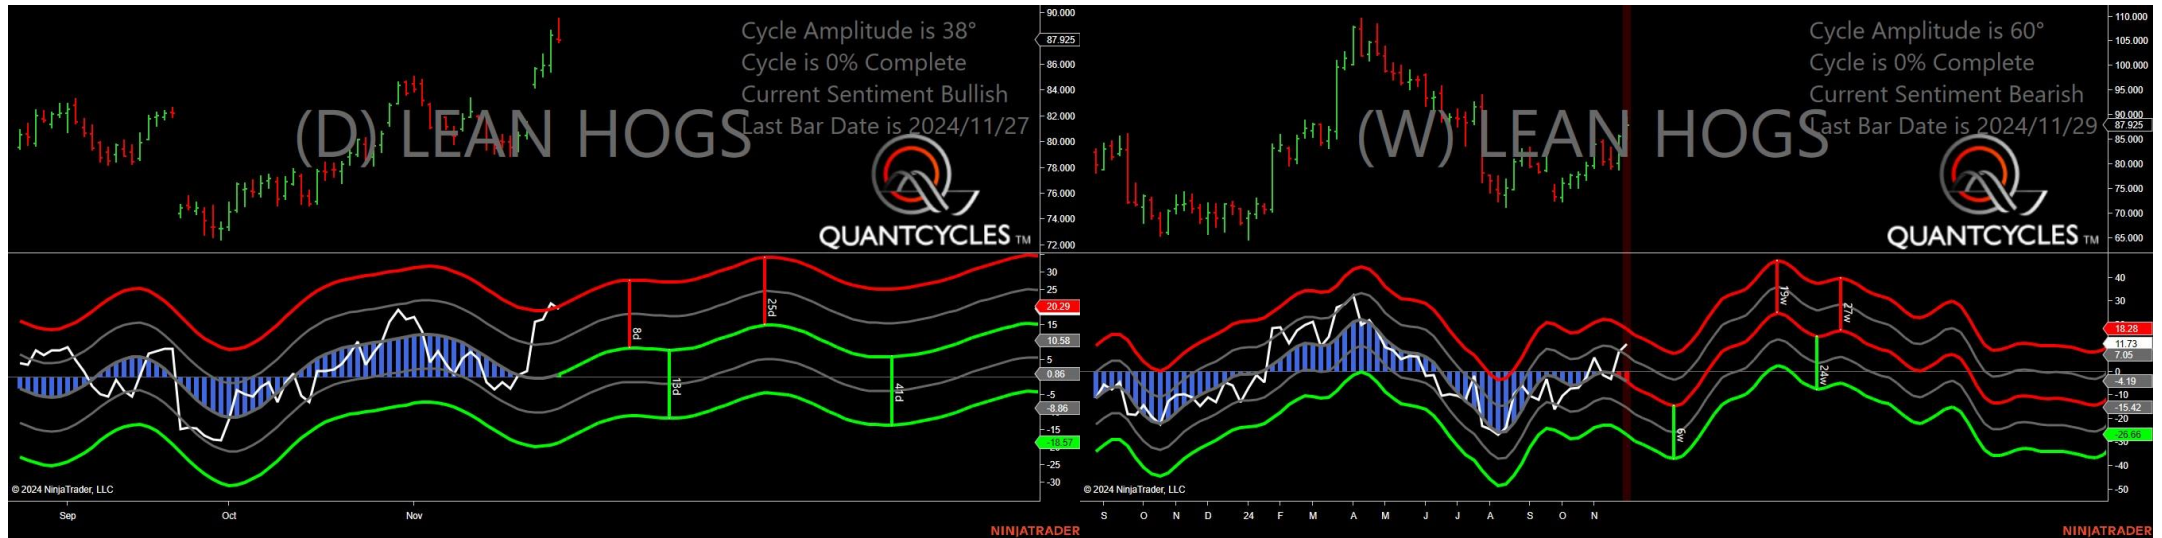 90.000
Cycle Amplitude is 38°
87.925
Cycle is 0% Complete
86.000
Current Sentiment Bullish
84.000
(D) LEAN HOGS
Last Bar Date is 2024/11/27
82.000
80.000
78.000
76.000
74.000
QUANTCYCLES TM
72.000
30
25
20.29
15
10.58
5
0.86
-5
-8.86
-15
-18.57
-25
-30
8d
13d
25d
41d
© 2024 NinjaTrader, LLC
Sep Oct Nov
NINJATRADER
110.000
Cycle Amplitude is 60°
105.000
Cycle is 0% Complete
100.000
Current Sentiment Bearish
95.000
90.000
(W) LEAN HOGS
Last Bar Date is 2024/11/29
87.925
85.000
80.000
75.000
70.000
QUANTCYCLES TM
65.000
40
30
18.28
11.73
7.05
0
-4.19
-10
-15.42
-20
-26.66
-30
-40
-50
6w
19w
24w
27w
© 2024 NinjaTrader, LLC
S O N D 24 F M A M J J A S O N
NINJATRADER